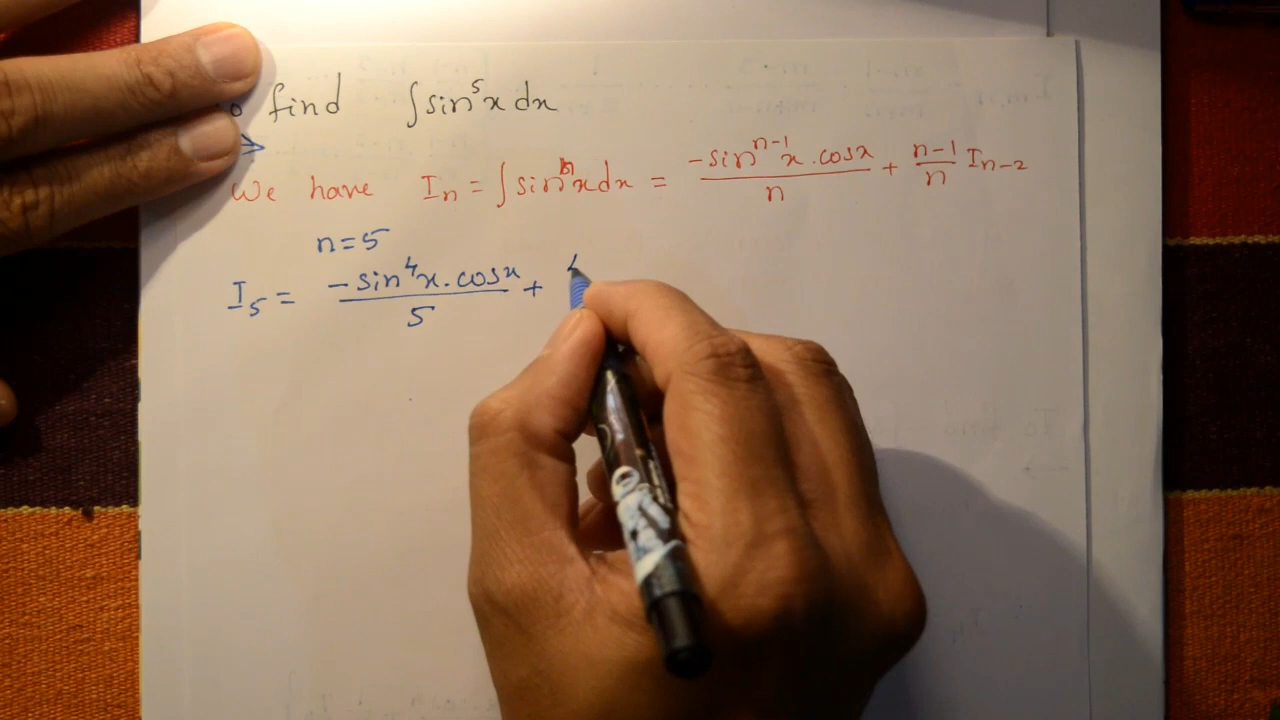 find ∫sin⁵x dx
We have Iₙ = ∫sinⁿx dx = -sinⁿ⁻¹x.cosx/n + n-1/n Iₙ₋₂
n=5
I₅ = -sin⁴x.cosx/5 + 4